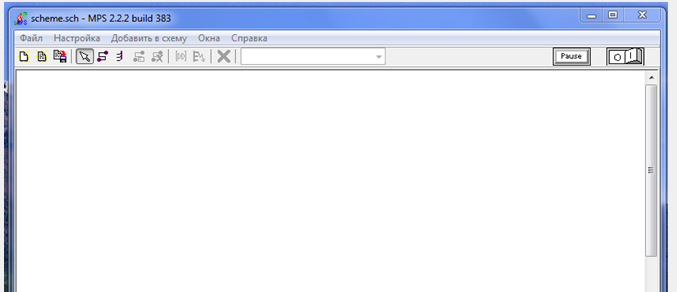 scheme.sch - MPS 2.2.2 build 383
Файл Настройка Добавить в схему Окна Справка
Pause